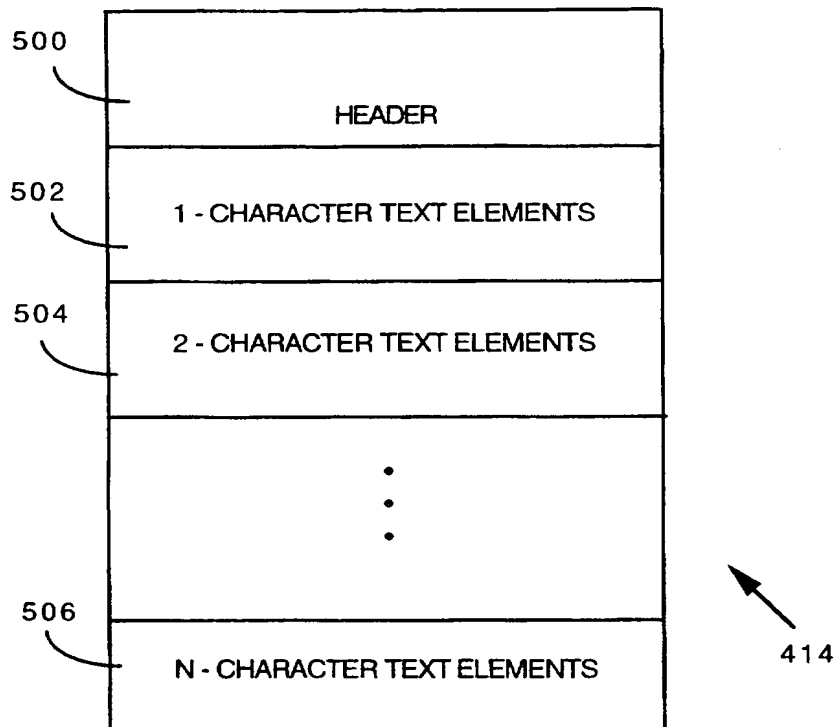 500
HEADER
502
1 - CHARACTER TEXT ELEMENTS
504
2 - CHARACTER TEXT ELEMENTS
506
N - CHARACTER TEXT ELEMENTS
414